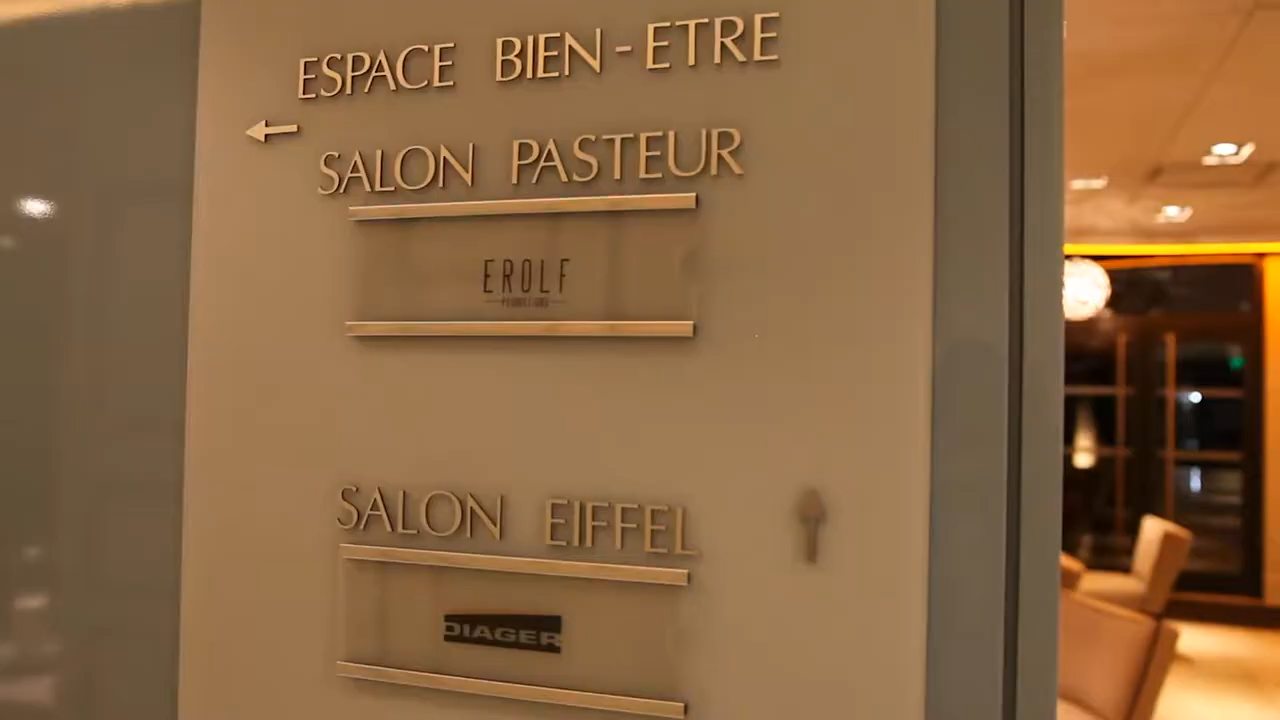 ESPACE BIEN-ETRE
SALON PASTEUR
EROLF
SALON EIFFEL
DIAGER